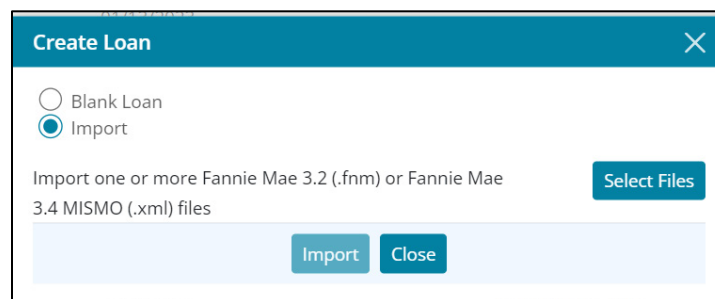 Create Loan
Blank Loan
Import
Import one or more Fannie Mae 3.2 (.fnm) or Fannie Mae
3.4 MISMO (.xml) files
Select Files
Import Close